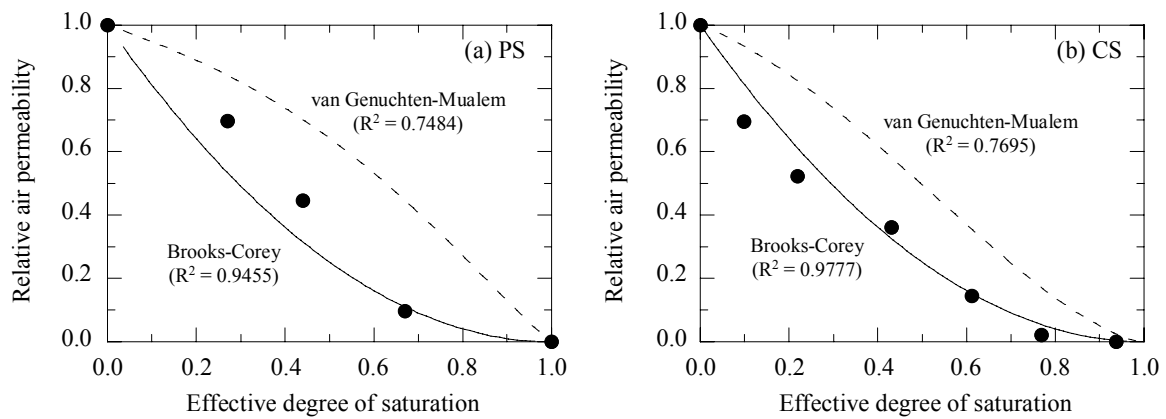 1.0
0.8
0.6
0.4
0.2
0.0
Relative air permeability
(a) PS
van Genuchten-Mualem
(R² = 0.7484)
Brooks-Corey
(R² = 0.9455)
0.0 0.2 0.4 0.6 0.8 1.0
Effective degree of saturation
1.0
0.8
0.6
0.4
0.2
0.0
Relative air permeability
(b) CS
van Genuchten-Mualem
(R² = 0.7695)
Brooks-Corey
(R² = 0.9777)
0.0 0.2 0.4 0.6 0.8 1.0
Effective degree of saturation